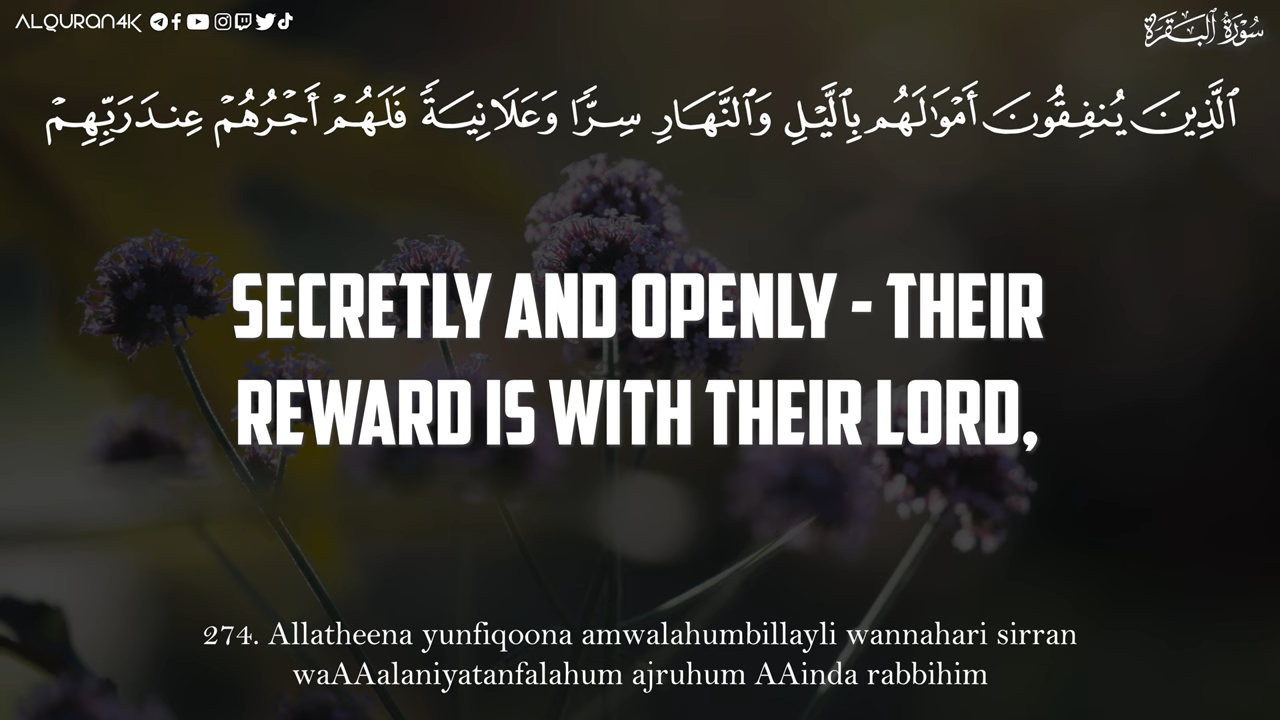 ALQURAN4K
سُورَةُ ٱلْبَقَرَةِ
ٱلَّذِينَ يُنفِقُونَ أَمْوَٰلَهُم بِٱلَّيْلِ وَٱلنَّهَارِ سِرًّا وَعَلَانِيَةً فَلَهُمْ أَجْرُهُمْ عِندَ رَبِّهِمْ
SECRETLY AND OPENLY - THEIR
REWARD IS WITH THEIR LORD,
274. Allatheena yunfiqoona amwalahumbillayli wannahari sirran
waAAalaniyatanfalahum ajruhum AAinda rabbihim